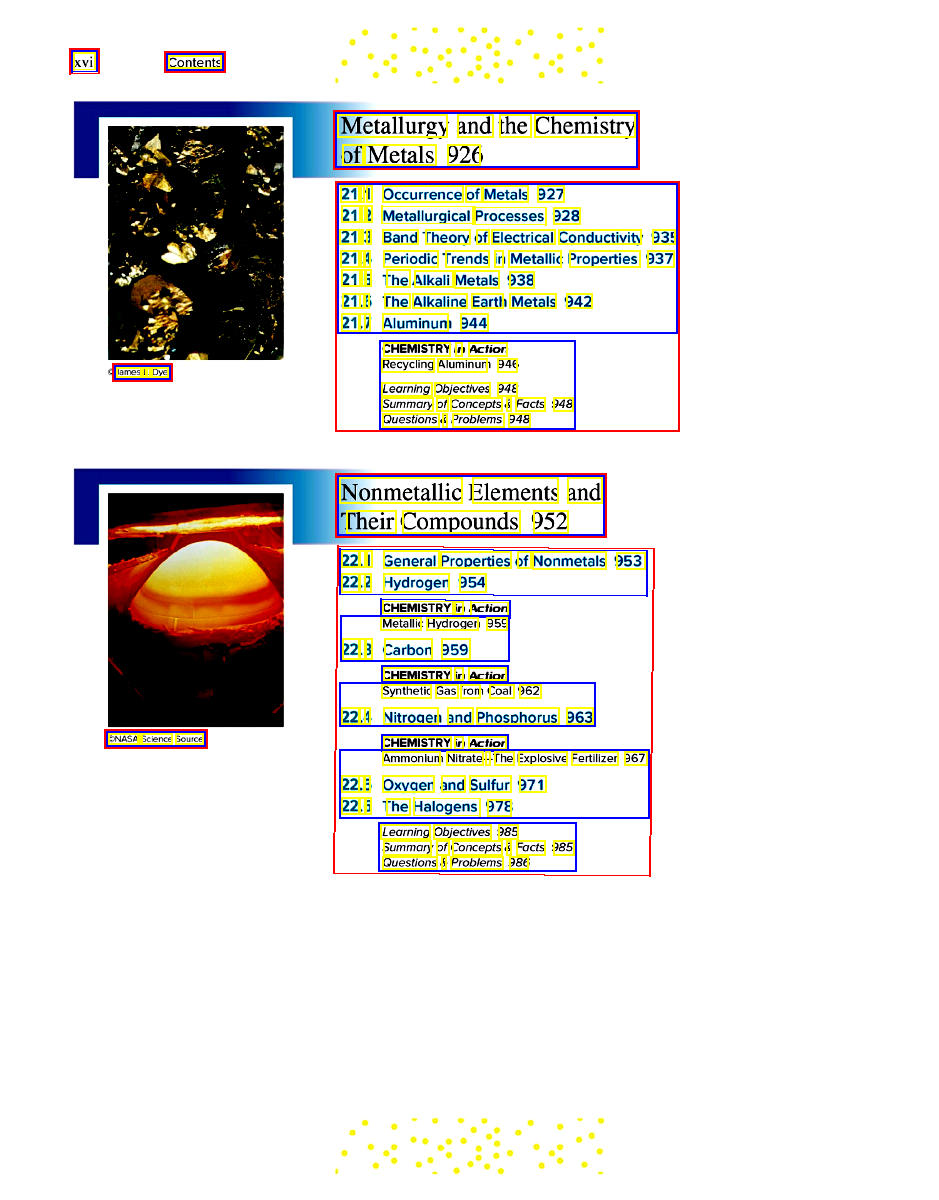 xvi Contents
Metallurgy and the Chemistry
of Metals 926
21.1 Occurrence of Metals 927
21.2 Metallurgical Processes 928
21.3 Band Theory of Electrical Conductivity 935
21.4 Periodic Trends in Metallic Properties 937
21.5 The Alkali Metals 938
21.6 The Alkaline Earth Metals 942
21.7 Aluminum 944
CHEMISTRY in Action
Recycling Aluminum 946
Learning Objectives 948
Summary of Concepts & Facts 948
Questions & Problems 948
©James L. Dye
Nonmetallic Elements and
Their Compounds 952
22.1 General Properties of Nonmetals 953
22.2 Hydrogen 954
CHEMISTRY in Action
Metallic Hydrogen 959
22.3 Carbon 959
CHEMISTRY in Action
Synthetic Gas from Coal 962
22.4 Nitrogen and Phosphorus 963
CHEMISTRY in Action
Ammonium Nitrate—The Explosive Fertilizer 967
22.5 Oxygen and Sulfur 971
22.6 The Halogens 978
Learning Objectives 985
Summary of Concepts & Facts 985
Questions & Problems 986
©NASA Science Source